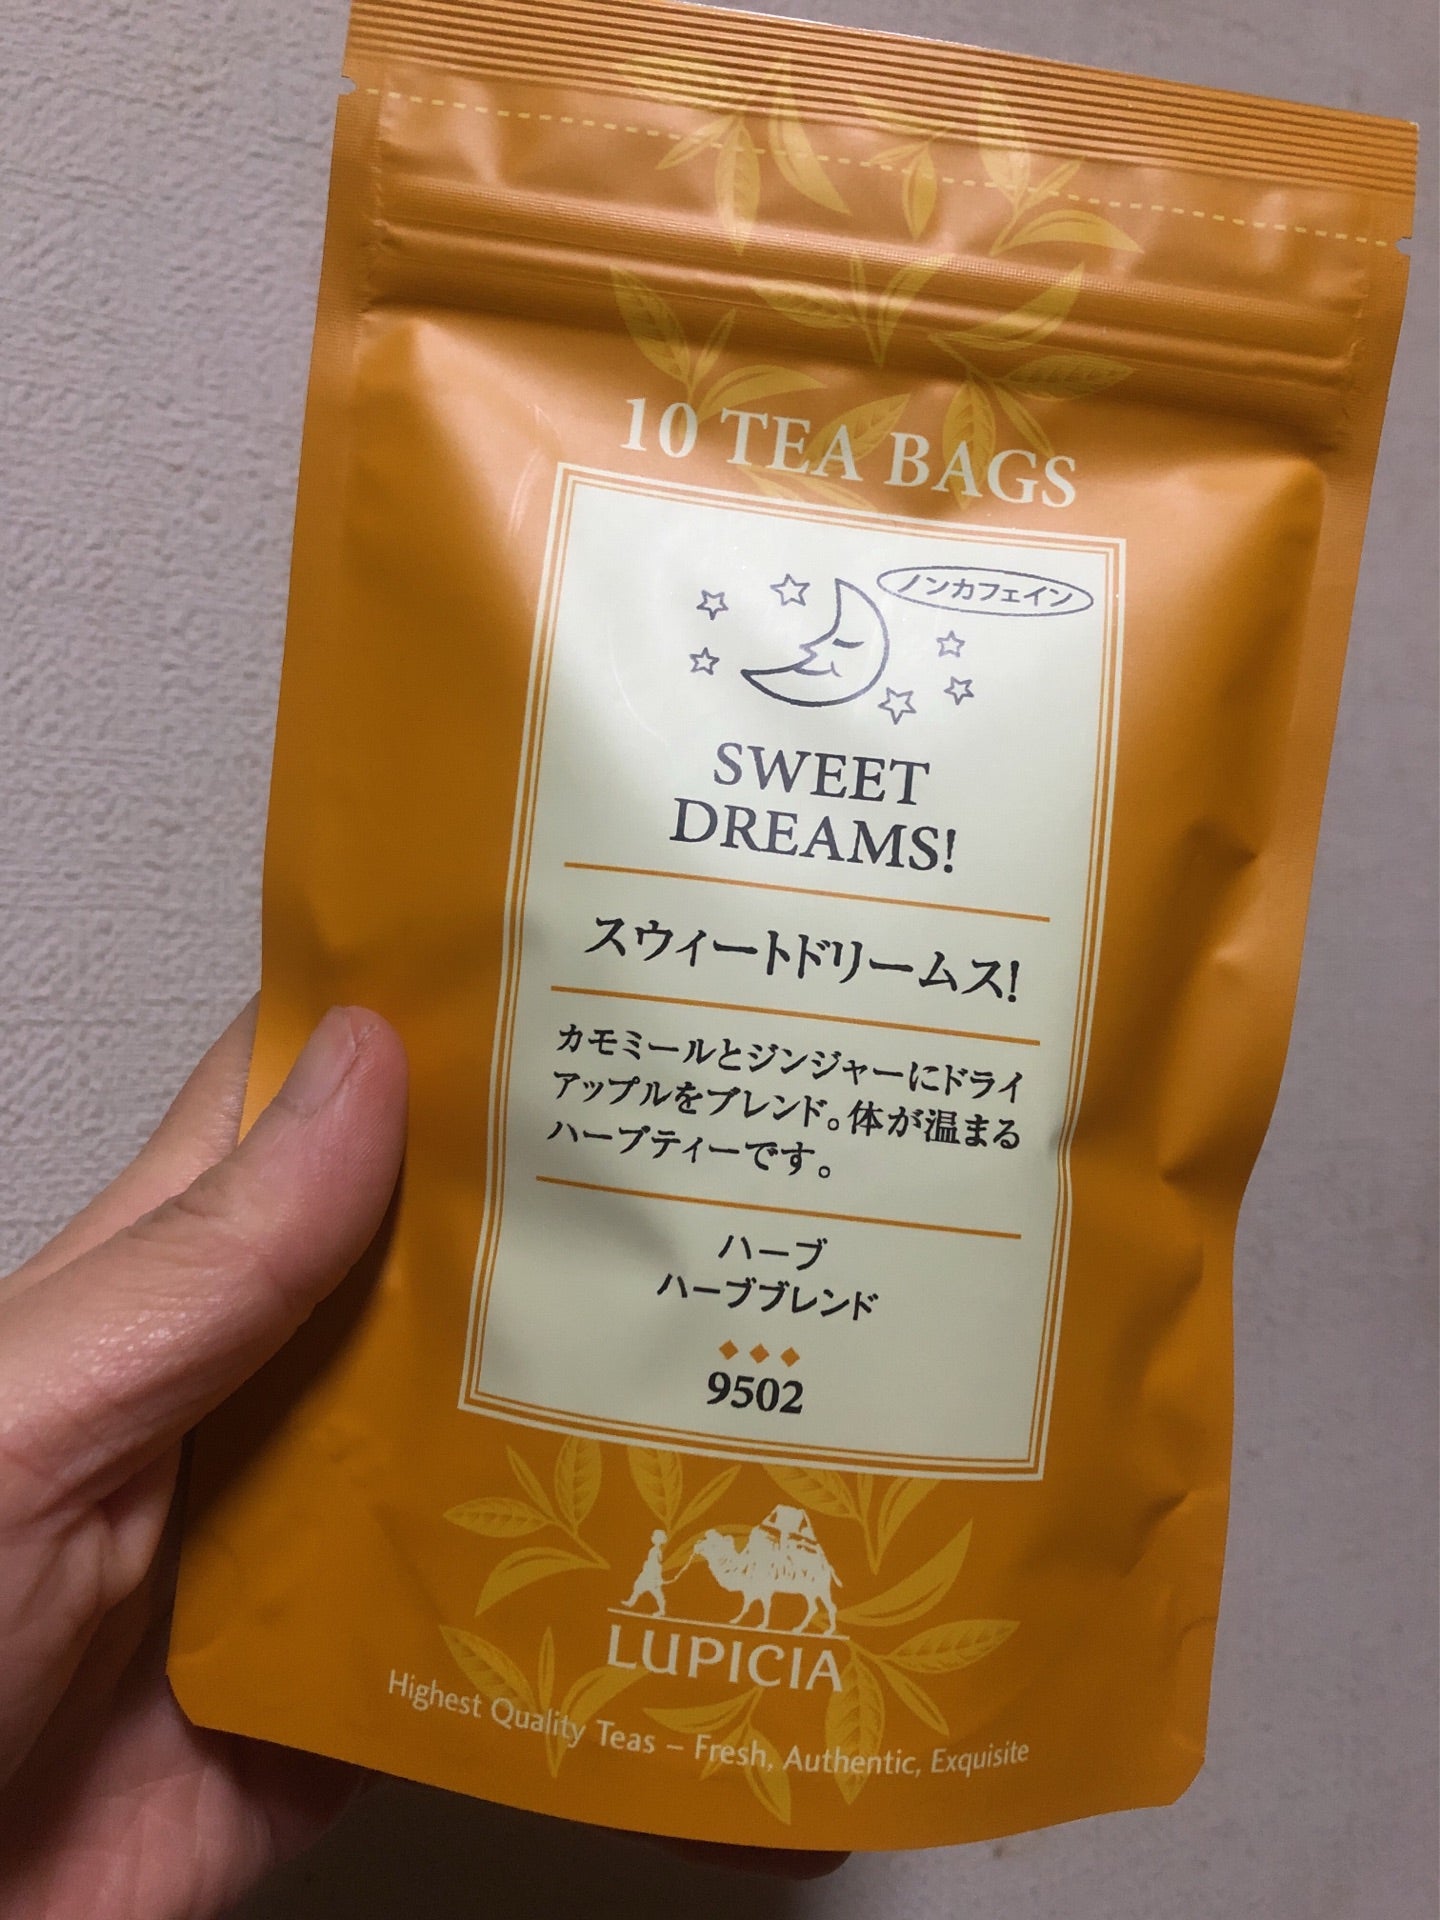 10 TEA BAGS
ノンカフェイン
SWEET
DREAMS!
スウィートドリームス!
カモミールとジンジャーにドライ
アップルをブレンド。体が温まる
ハーブティーです。
ハーブ
ハーブブレンド
9502
LUPICIA
Highest Quality Teas – Fresh, Authentic, Exquisite